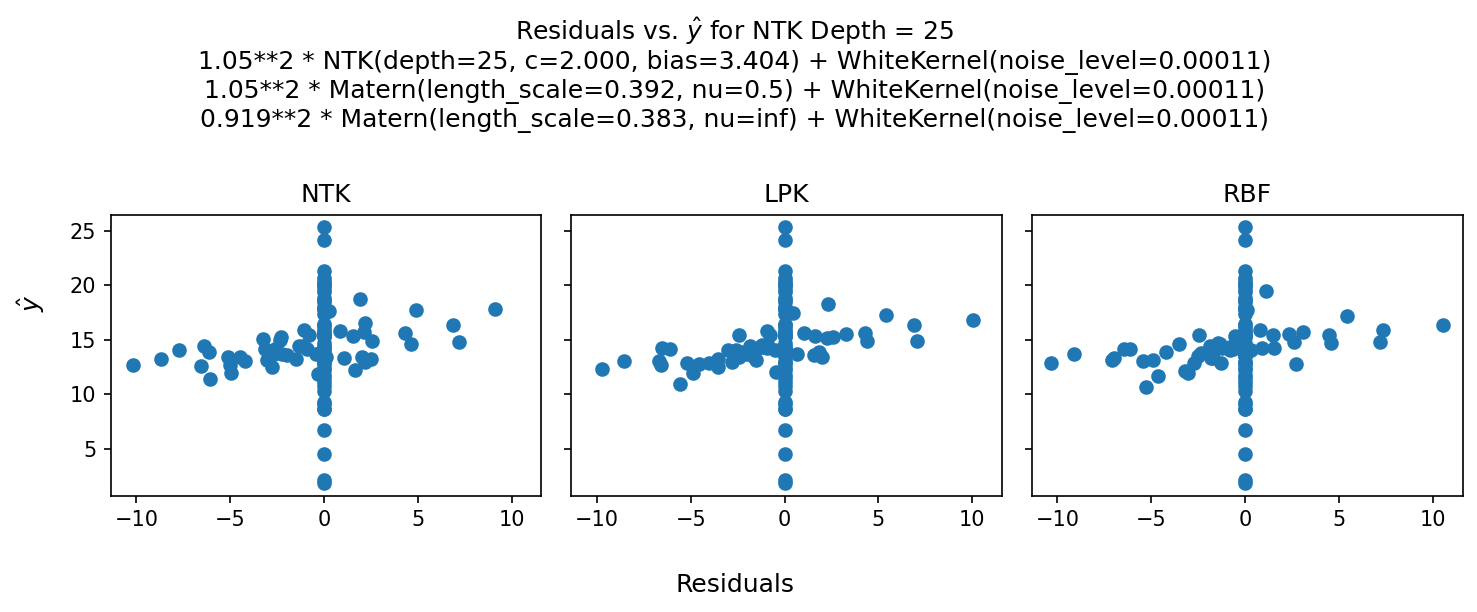 Residuals vs. ŷ for NTK Depth = 25
1.05**2 * NTK(depth=25, c=2.000, bias=3.404) + WhiteKernel(noise_level=0.00011)
1.05**2 * Matern(length_scale=0.392, nu=0.5) + WhiteKernel(noise_level=0.00011)
0.919**2 * Matern(length_scale=0.383, nu=inf) + WhiteKernel(noise_level=0.00011)
NTK LPK RBF
25
20
15
10
5
ŷ
−10 −5 0 5 10 −10 −5 0 5 10 −10 −5 0 5 10
Residuals